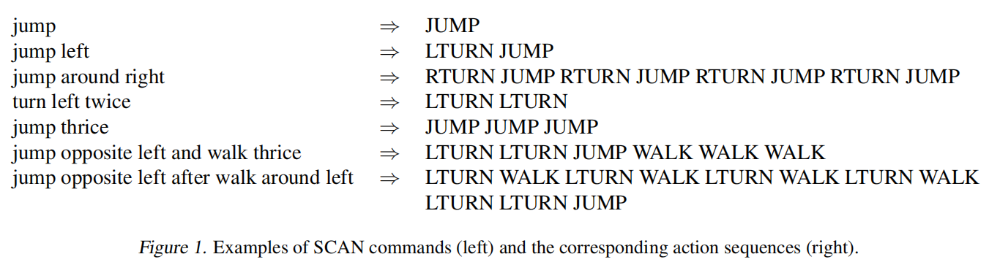 jump ⇒ JUMP
jump left ⇒ LTURN JUMP
jump around right ⇒ RTURN JUMP RTURN JUMP RTURN JUMP RTURN JUMP
turn left twice ⇒ LTURN LTURN
jump thrice ⇒ JUMP JUMP JUMP
jump opposite left and walk thrice ⇒ LTURN LTURN JUMP WALK WALK WALK
jump opposite left after walk around left ⇒ LTURN WALK LTURN WALK LTURN WALK LTURN WALK
LTURN LTURN JUMP
Figure 1. Examples of SCAN commands (left) and the corresponding action sequences (right).